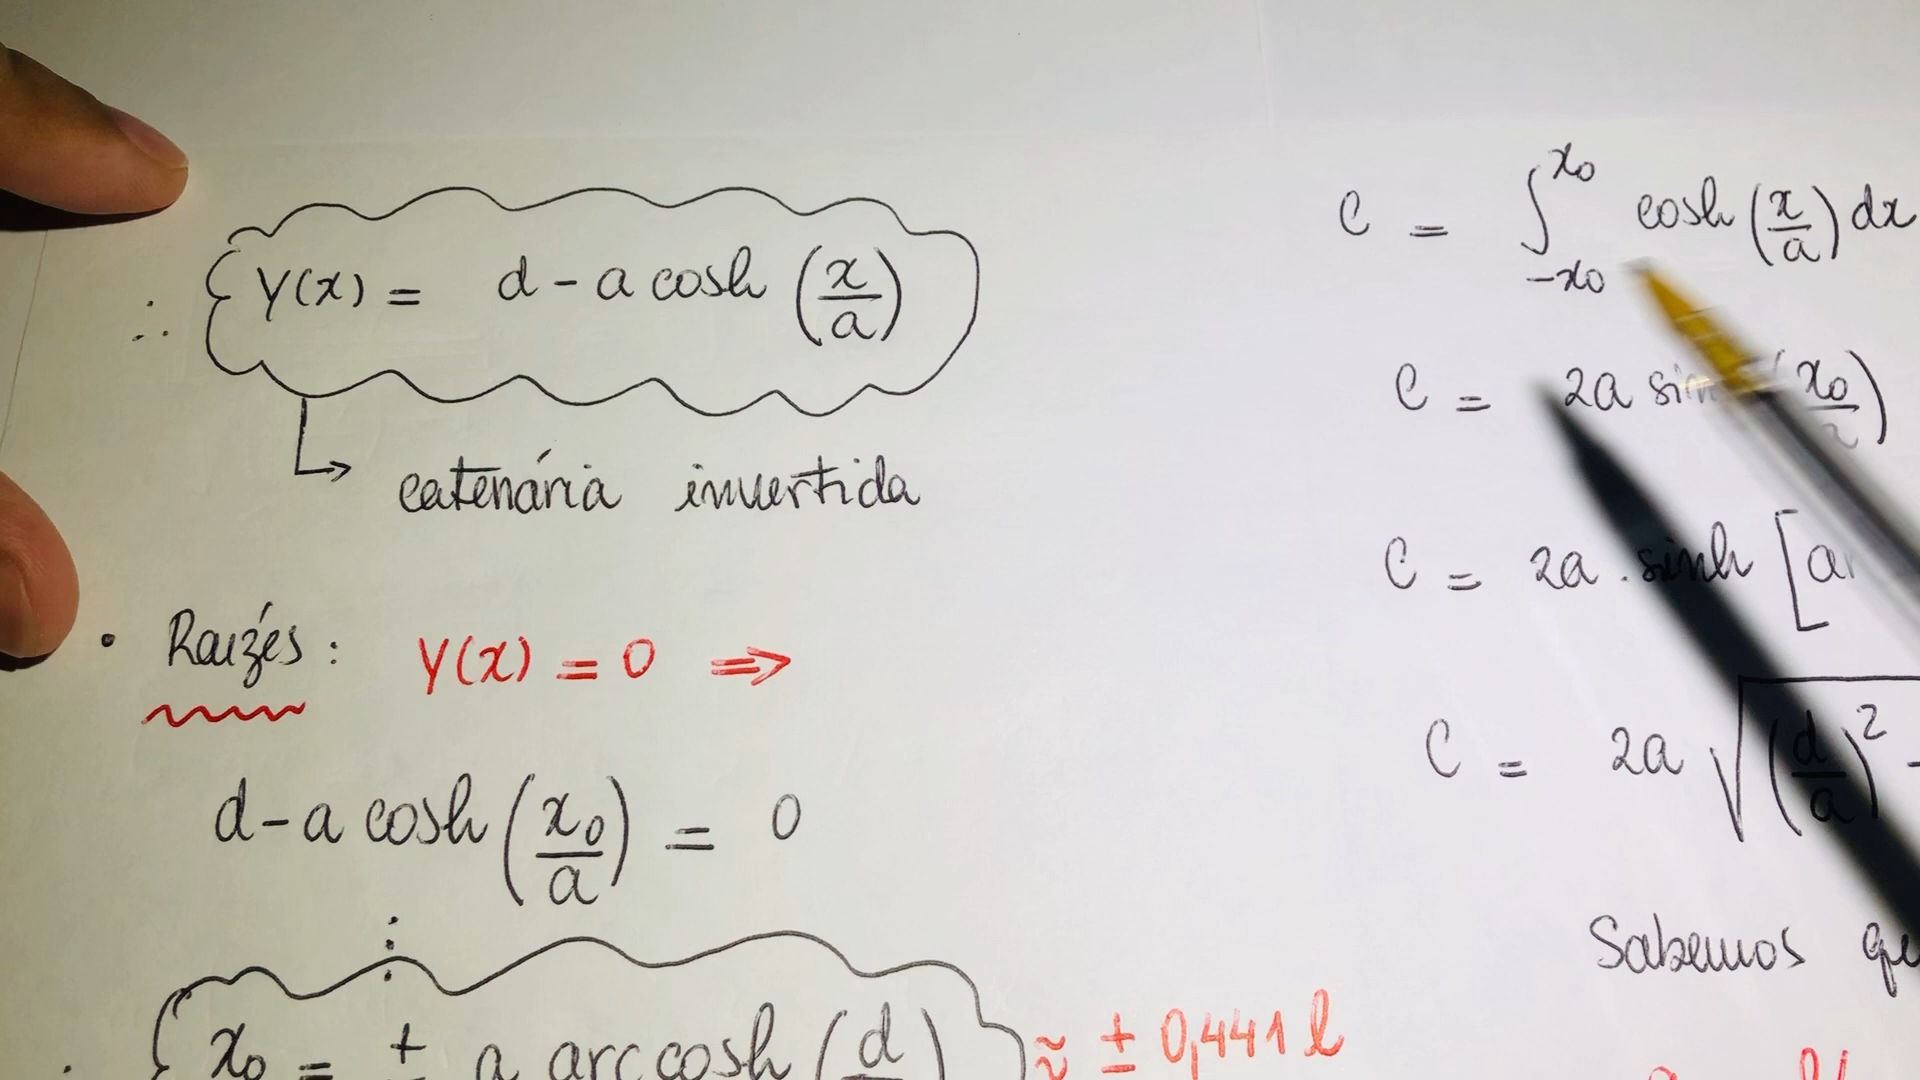 ∴ y(x) = d - a cosh (x/a)
catenária invertida
• Raízes: y(x) = 0 ⇒
d - a cosh (x₀/a) = 0
⋮
x₀ = ± a arccosh (d ≈ ± 0,441 l
C = ∫_{-x₀}^{x₀} cosh (x/a) dx
C = 2a (x₀/a)
C = 2a . sinh [
C = 2a √ (d/a)² -
Sabemos